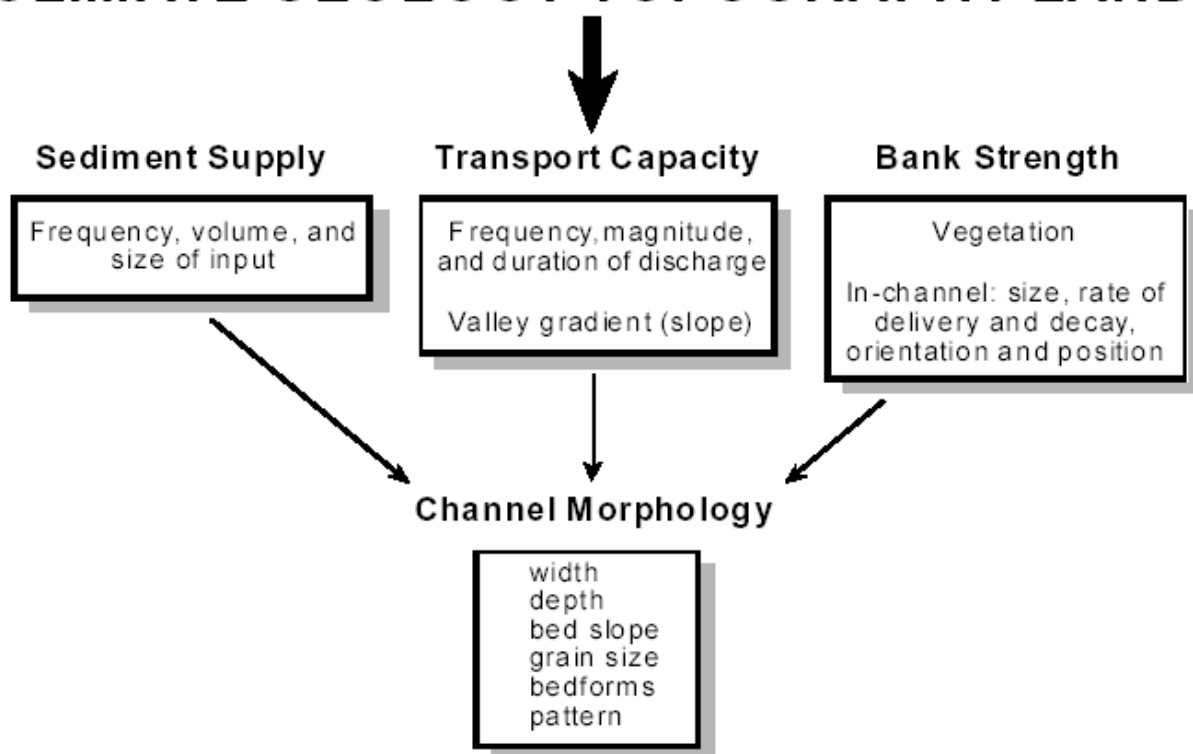 Sediment Supply
Transport Capacity
Bank Strength
Frequency, volume, and
size of input
Frequency, magnitude,
and duration of discharge
Valley gradient (slope)
Vegetation
In-channel: size, rate of
delivery and decay,
orientation and position
Channel Morphology
width
depth
bed slope
grain size
bedforms
pattern